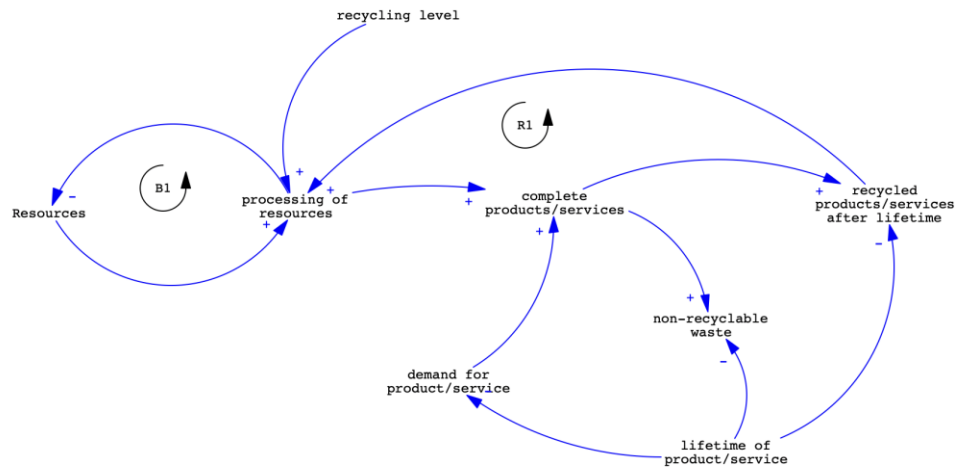 recycling level
R1
B1
-
+
+
Resources
processing of
resources
+
+
complete
products/services
+
+
recycled
products/services
after lifetime
-
+
+
non-recyclable
waste
-
demand for
product/service
-
lifetime of
product/service